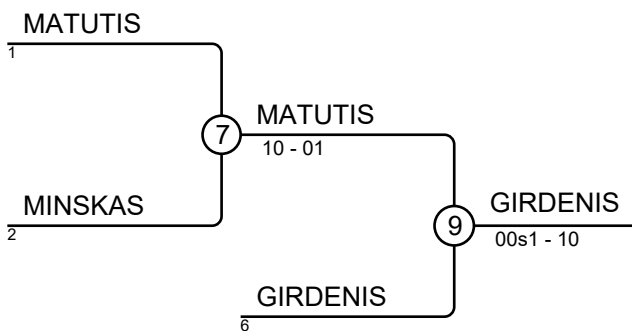 MATUTIS
1
7
MATUTIS
10 - 01
MINSKAS
2
9
GIRDENIS
00s1 - 10
GIRDENIS
6